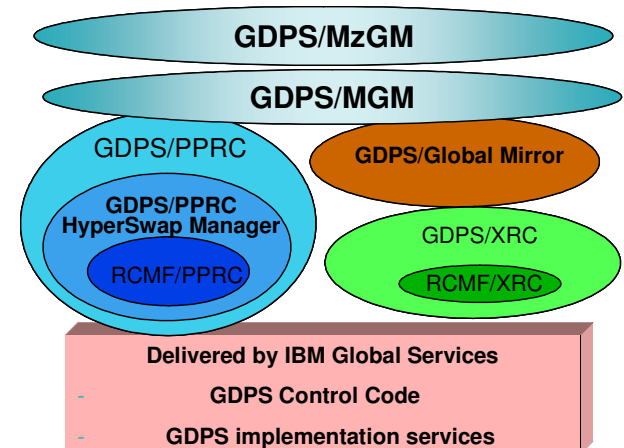 GDPS/MzGM
GDPS/MGM
GDPS/PPRC
GDPS/Global Mirror
GDPS/PPRC
HyperSwap Manager
GDPS/XRC
RCMF/PPRC
RCMF/XRC
Delivered by IBM Global Services
- GDPS Control Code
- GDPS implementation services